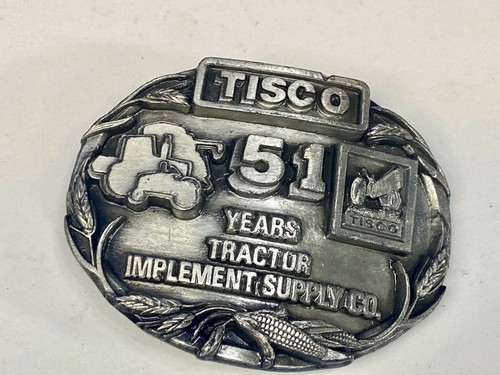 TISCO
51
TISCO
YEARS
TRACTOR
IMPLEMENT SUPPLY CO.